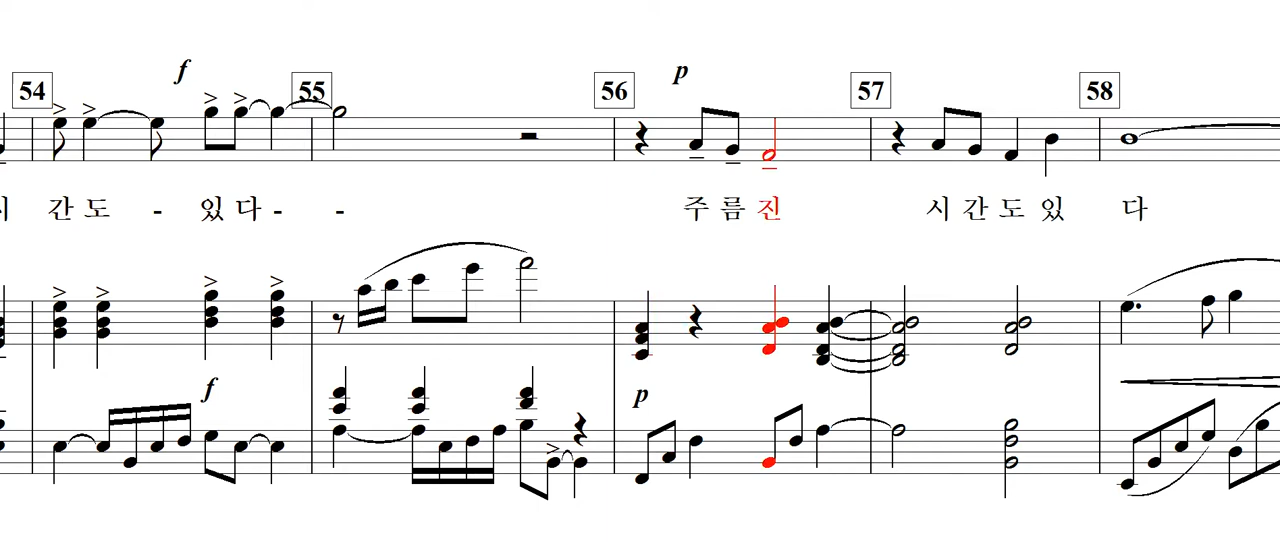 54 55 56 57 58
f p
간 도 - 있 다 - - 주 름 진 시 간 도 있 다
f p